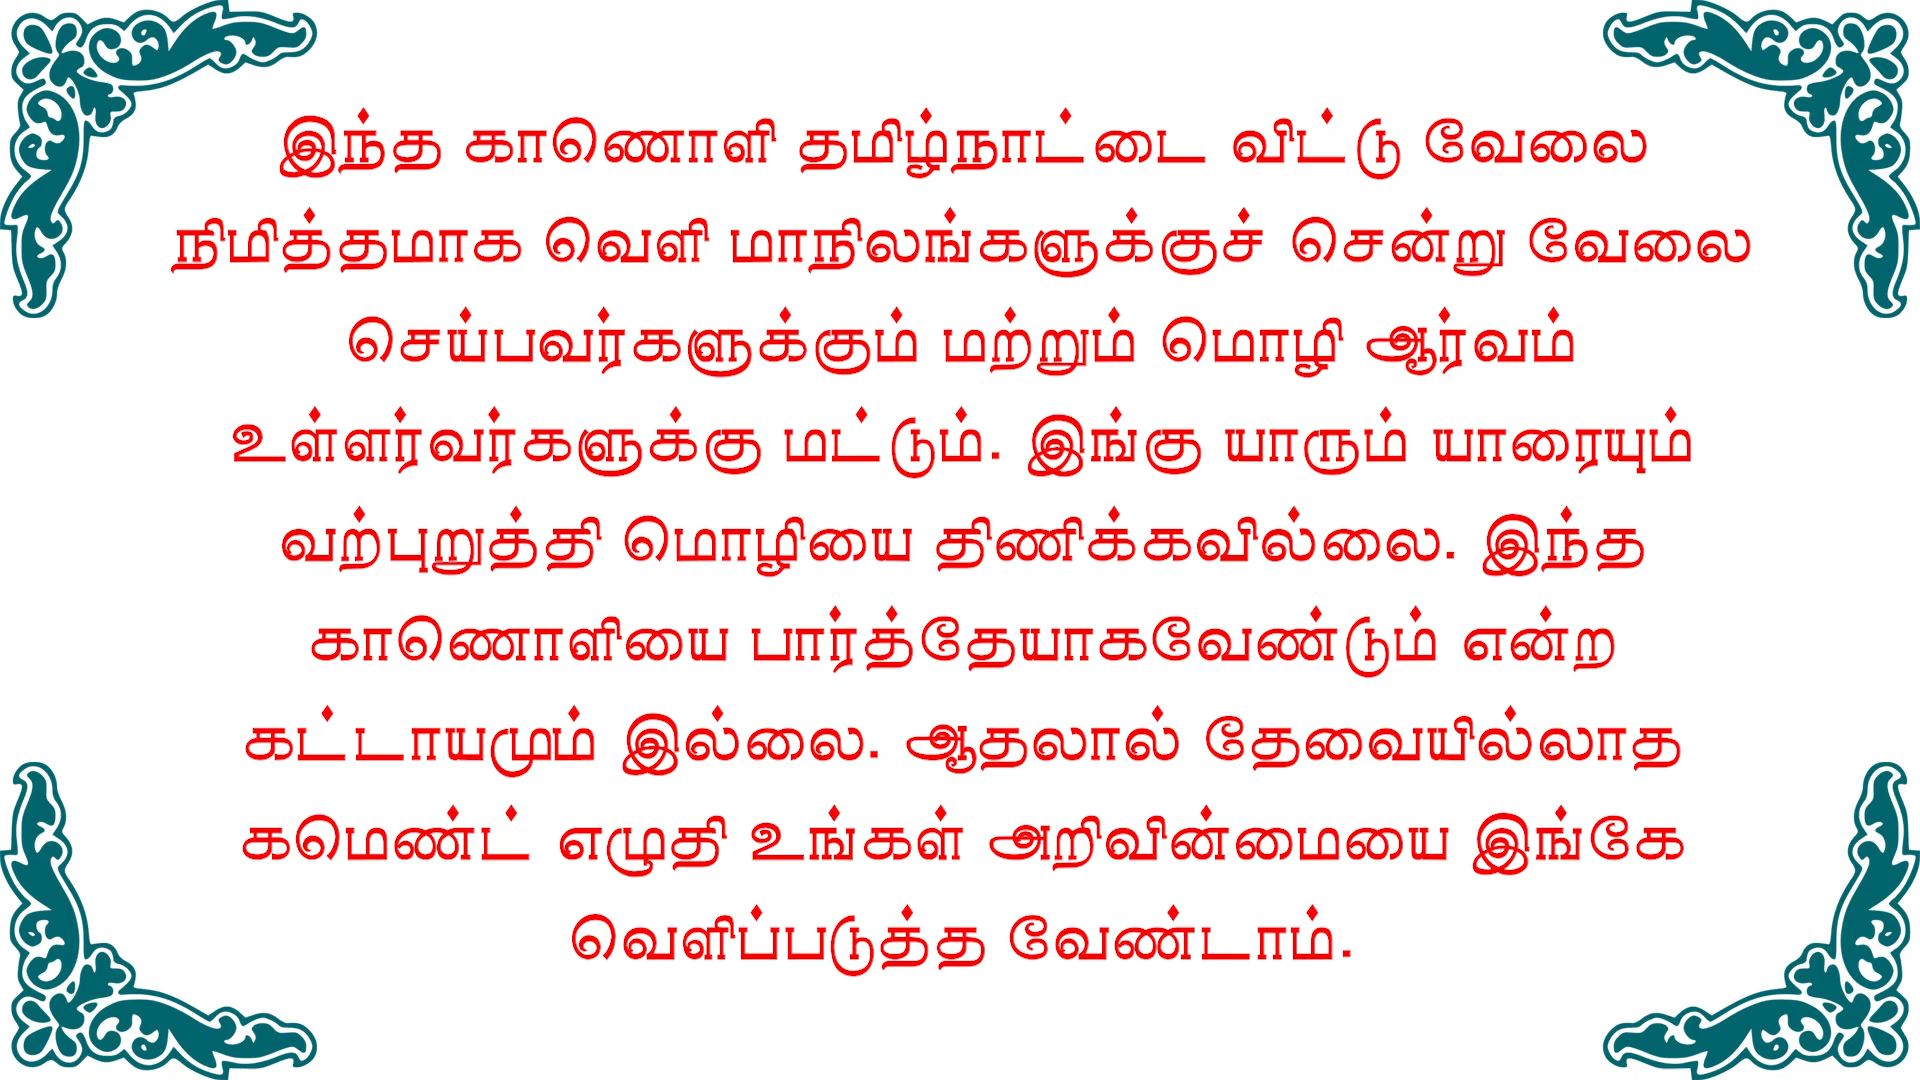 இந்த காணொளி தமிழ்நாட்டை விட்டு வேலை
நிமித்தமாக வெளி மாநிலங்களுக்குச் சென்று வேலை
செய்பவர்களுக்கும் மற்றும் மொழி ஆர்வம்
உள்ளர்வர்களுக்கு மட்டும். இங்கு யாரும் யாரையும்
வற்புறுத்தி மொழியை திணிக்கவில்லை. இந்த
காணொளியை பார்த்தேயாகவேண்டும் என்ற
கட்டாயமும் இல்லை. ஆதலால் தேவையில்லாத
கமெண்ட் எழுதி உங்கள் அறிவின்மையை இங்கே
வெளிப்படுத்த வேண்டாம்.